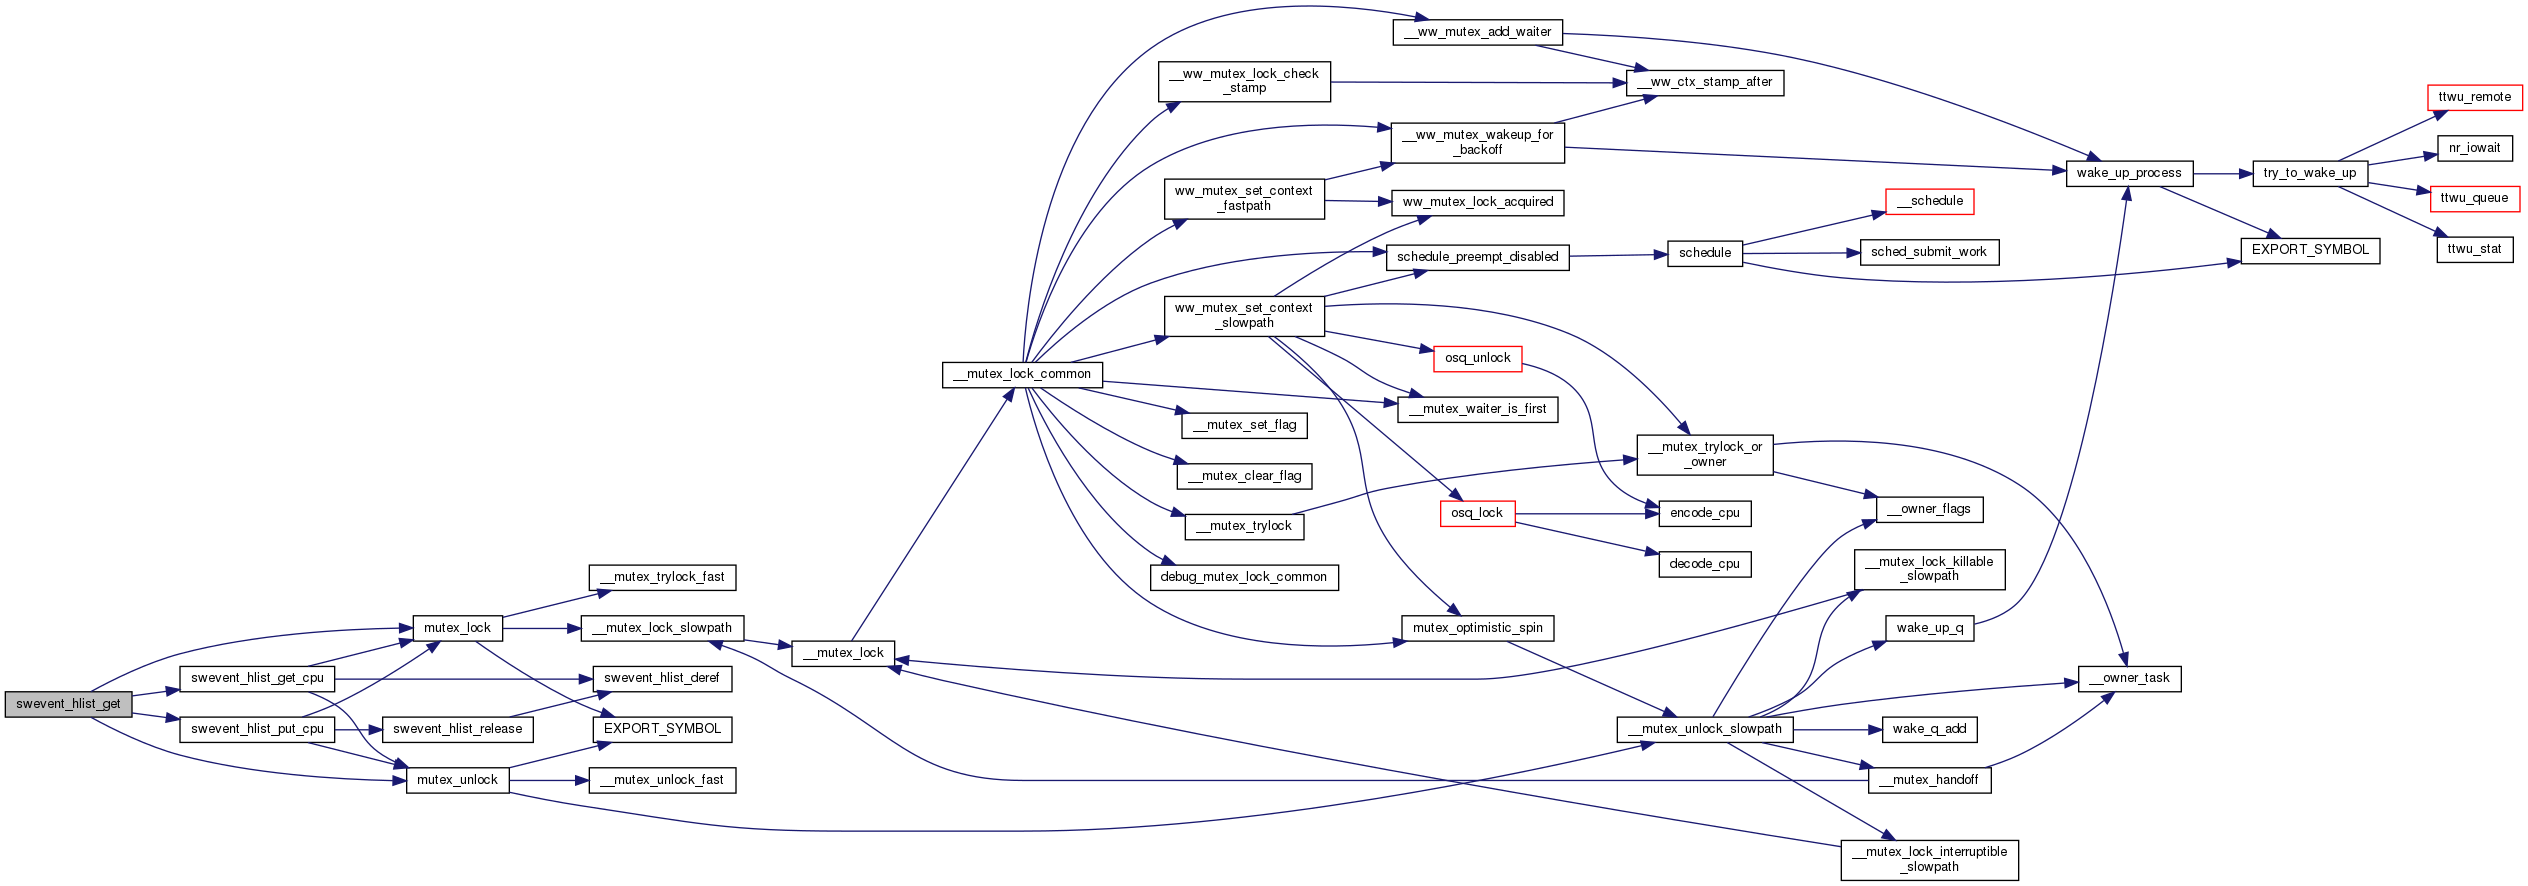 swevent_hlist_get
swevent_hlist_get_cpu
swevent_hlist_put_cpu
mutex_lock
swevent_hlist_release
mutex_unlock
__mutex_trylock_fast
__mutex_lock_slowpath
swevent_hlist_deref
EXPORT_SYMBOL
__mutex_unlock_fast
__mutex_lock
__mutex_lock_common
__ww_mutex_lock_check
_stamp
ww_mutex_set_context
_fastpath
ww_mutex_set_context
_slowpath
__mutex_set_flag
__mutex_clear_flag
__mutex_trylock
debug_mutex_lock_common
__ww_mutex_add_waiter
__ww_mutex_wakeup_for
_backoff
ww_mutex_lock_acquired
schedule_preempt_disabled
osq_unlock
__mutex_waiter_is_first
osq_lock
mutex_optimistic_spin
__ww_ctx_stamp_after
schedule
__mutex_trylock_or
_owner
encode_cpu
decode_cpu
__mutex_unlock_slowpath
__schedule
sched_submit_work
__owner_flags
__mutex_lock_killable
_slowpath
wake_up_q
wake_q_add
__mutex_handoff
__mutex_lock_interruptible
_slowpath
wake_up_process
__owner_task
try_to_wake_up
EXPORT_SYMBOL
ttwu_remote
nr_iowait
ttwu_queue
ttwu_stat